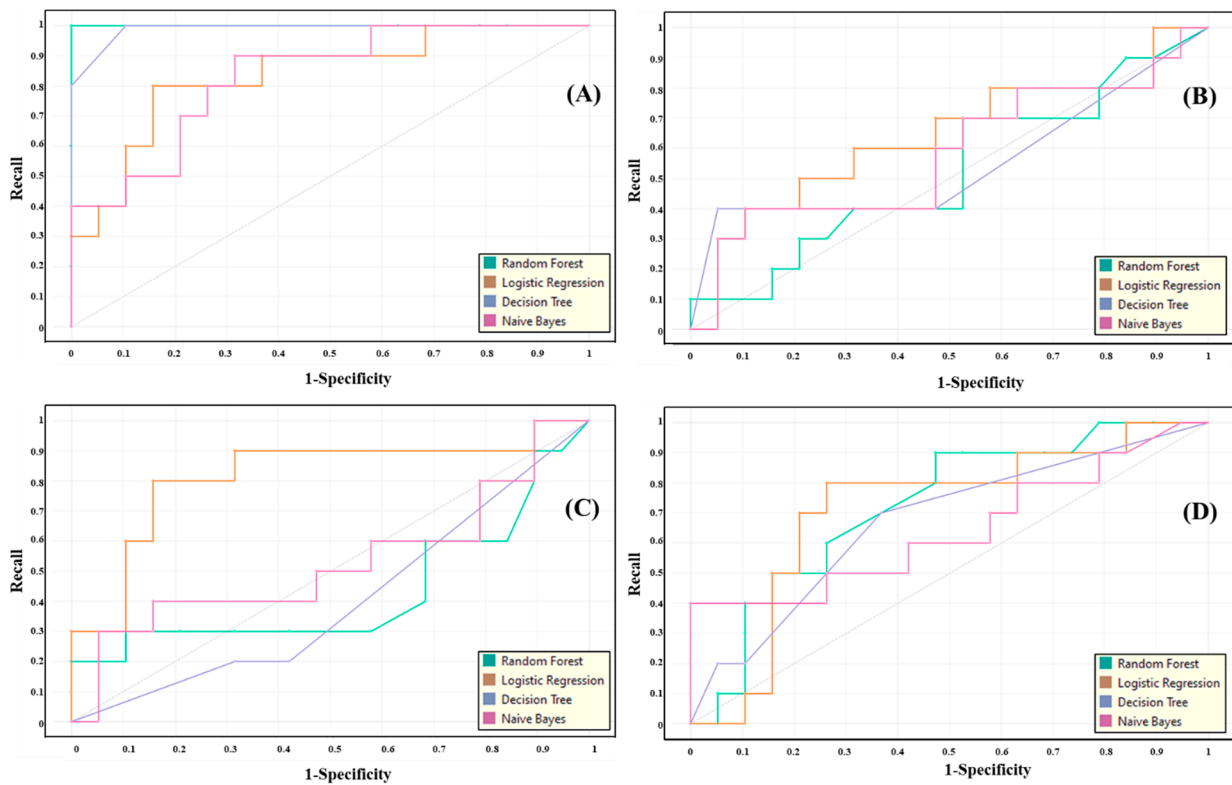 1
0.9
0.8
0.7
0.6
0.5
0.4
0.3
0.2
0.1
0
Recall
(A)
Random Forest
Logistic Regression
Decision Tree
Naive Bayes
0 0.1 0.2 0.3 0.4 0.5 0.6 0.7 0.8 0.9 1
1-Specificity
1
0.9
0.8
0.7
0.6
0.5
0.4
0.3
0.2
0.1
0
Recall
(B)
Random Forest
Logistic Regression
Decision Tree
Naive Bayes
0 0.1 0.2 0.3 0.4 0.5 0.6 0.7 0.8 0.9 1
1-Specificity
1
0.9
0.8
0.7
0.6
0.5
0.4
0.3
0.2
0.1
0
Recall
(C)
Random Forest
Logistic Regression
Decision Tree
Naive Bayes
0 0.1 0.2 0.3 0.4 0.5 0.6 0.7 0.8 0.9 1
1-Specificity
1
0.9
0.8
0.7
0.6
0.5
0.4
0.3
0.2
0.1
0
Recall
(D)
Random Forest
Logistic Regression
Decision Tree
Naive Bayes
0 0.1 0.2 0.3 0.4 0.5 0.6 0.7 0.8 0.9 1
1-Specificity